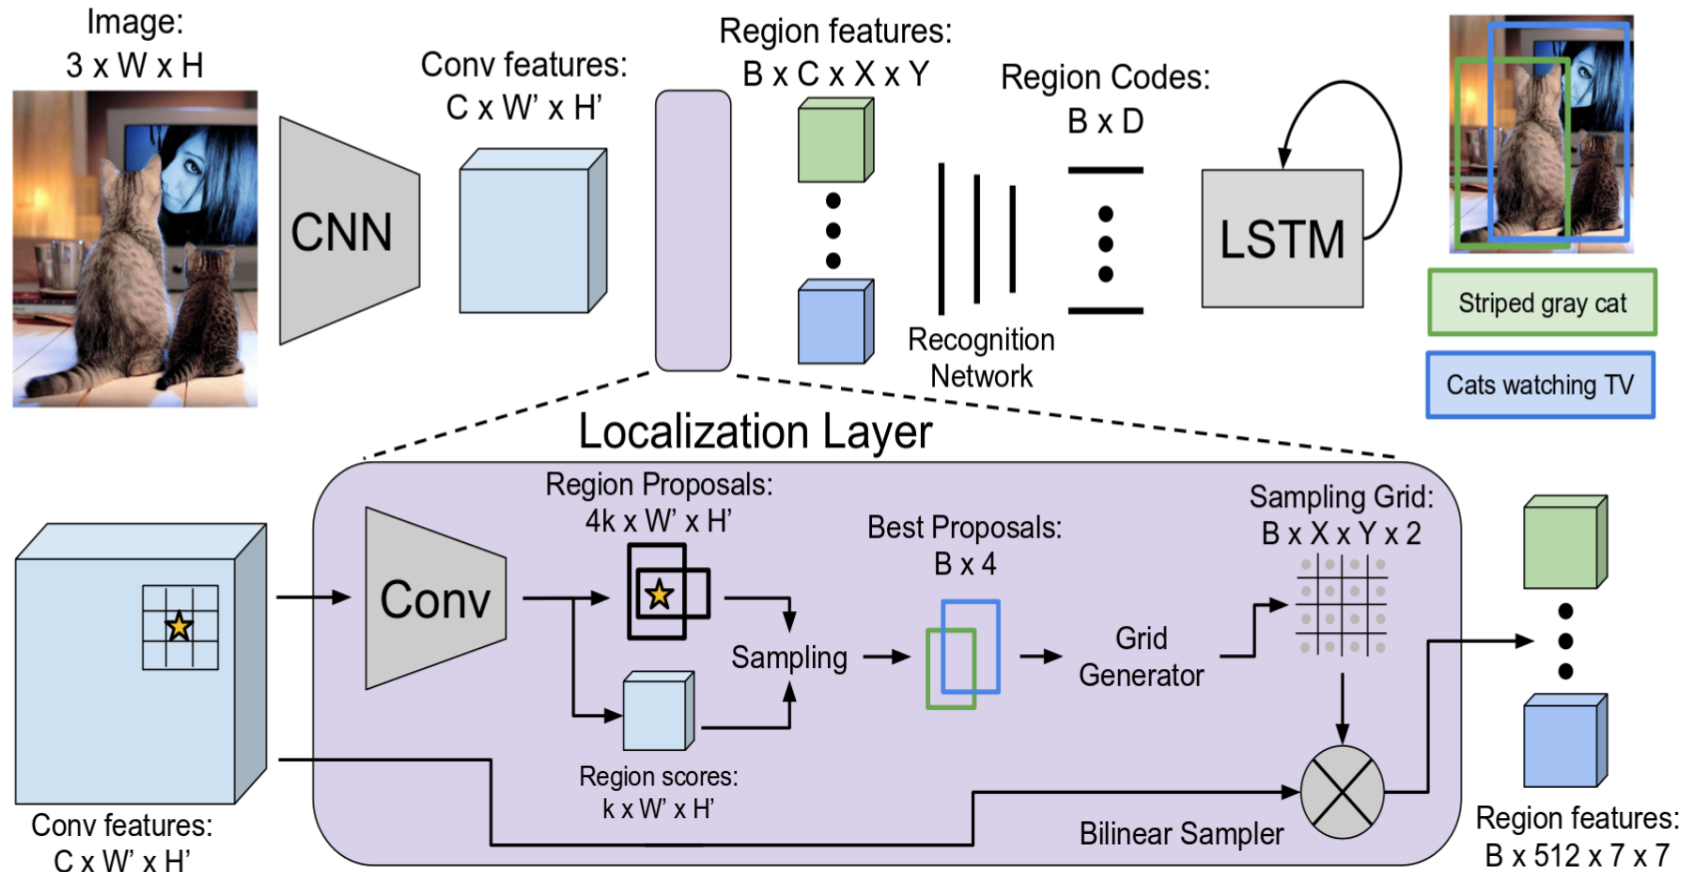 Image:
3 x W x H
Conv features:
C x W’ x H’
Region features:
B x C x X x Y
Region Codes:
B x D
CNN
LSTM
Recognition
Network
Striped gray cat
Cats watching TV
Localization Layer
Region Proposals:
4k x W’ x H’
Conv
Best Proposals:
B x 4
Sampling Grid:
B x X x Y x 2
Sampling
Grid
Generator
Region scores:
k x W’ x H’
Bilinear Sampler
Conv features:
C x W’ x H’
Region features:
B x 512 x 7 x 7